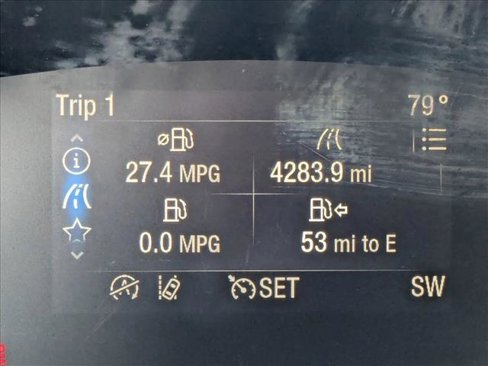 Trip 1 79°
27.4 MPG 4283.9 mi
0.0 MPG 53 mi to E
SET SW